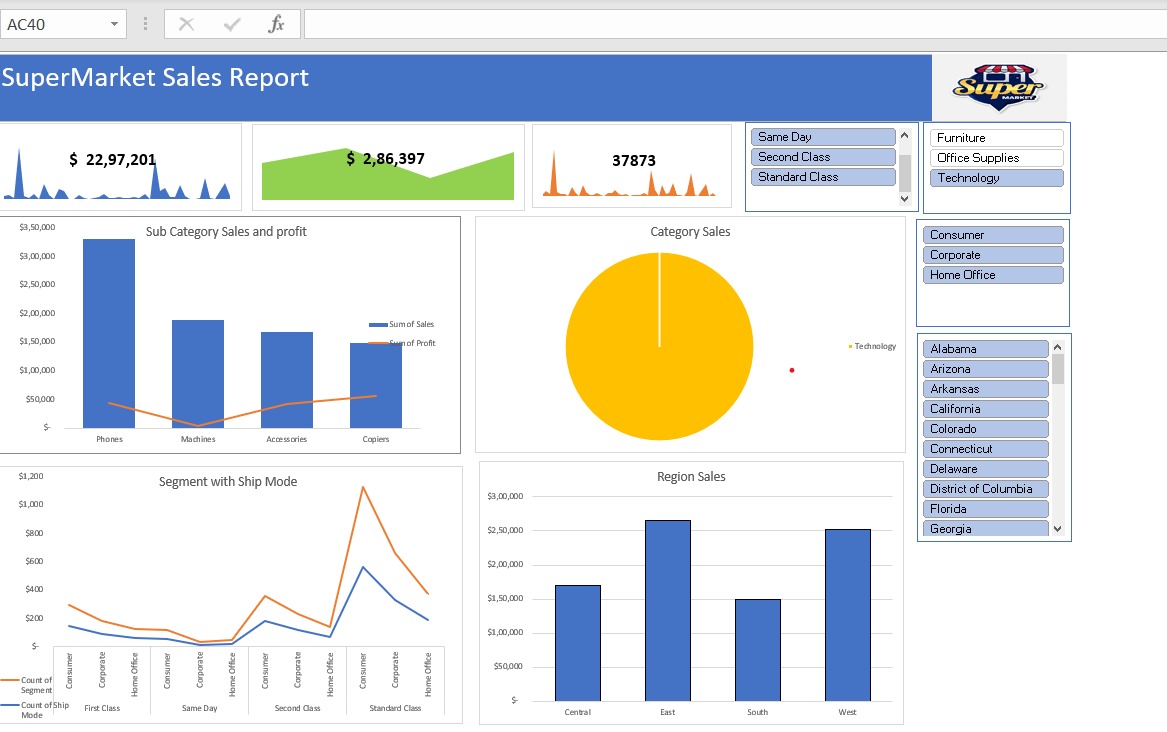 AC40
fx
SuperMarket Sales Report
Super
MARKET
$ 22,97,201
$ 2,86,397
37873
Same Day
Second Class
Standard Class
Furniture
Office Supplies
Technology
Sub Category Sales and profit
$3,50,000
$3,00,000
$2,50,000
$2,00,000
$1,50,000
$1,00,000
$50,000
$-
Phones
Machines
Accessories
Copiers
Sum of Sales
Sum of Profit
Category Sales
Technology
Consumer
Corporate
Home Office
Alabama
Arizona
Arkansas
California
Colorado
Connecticut
Delaware
District of Columbia
Florida
Georgia
Segment with Ship Mode
$1,200
$1,000
$800
$600
$400
$200
$-
Consumer
Corporate
Home Office
Consumer
Corporate
Home Office
Consumer
Corporate
Home Office
Consumer
Corporate
Home Office
First Class
Same Day
Second Class
Standard Class
Count of
Segment
Count of Ship
Mode
Region Sales
$3,00,000
$2,50,000
$2,00,000
$1,50,000
$1,00,000
$50,000
$-
Central
East
South
West